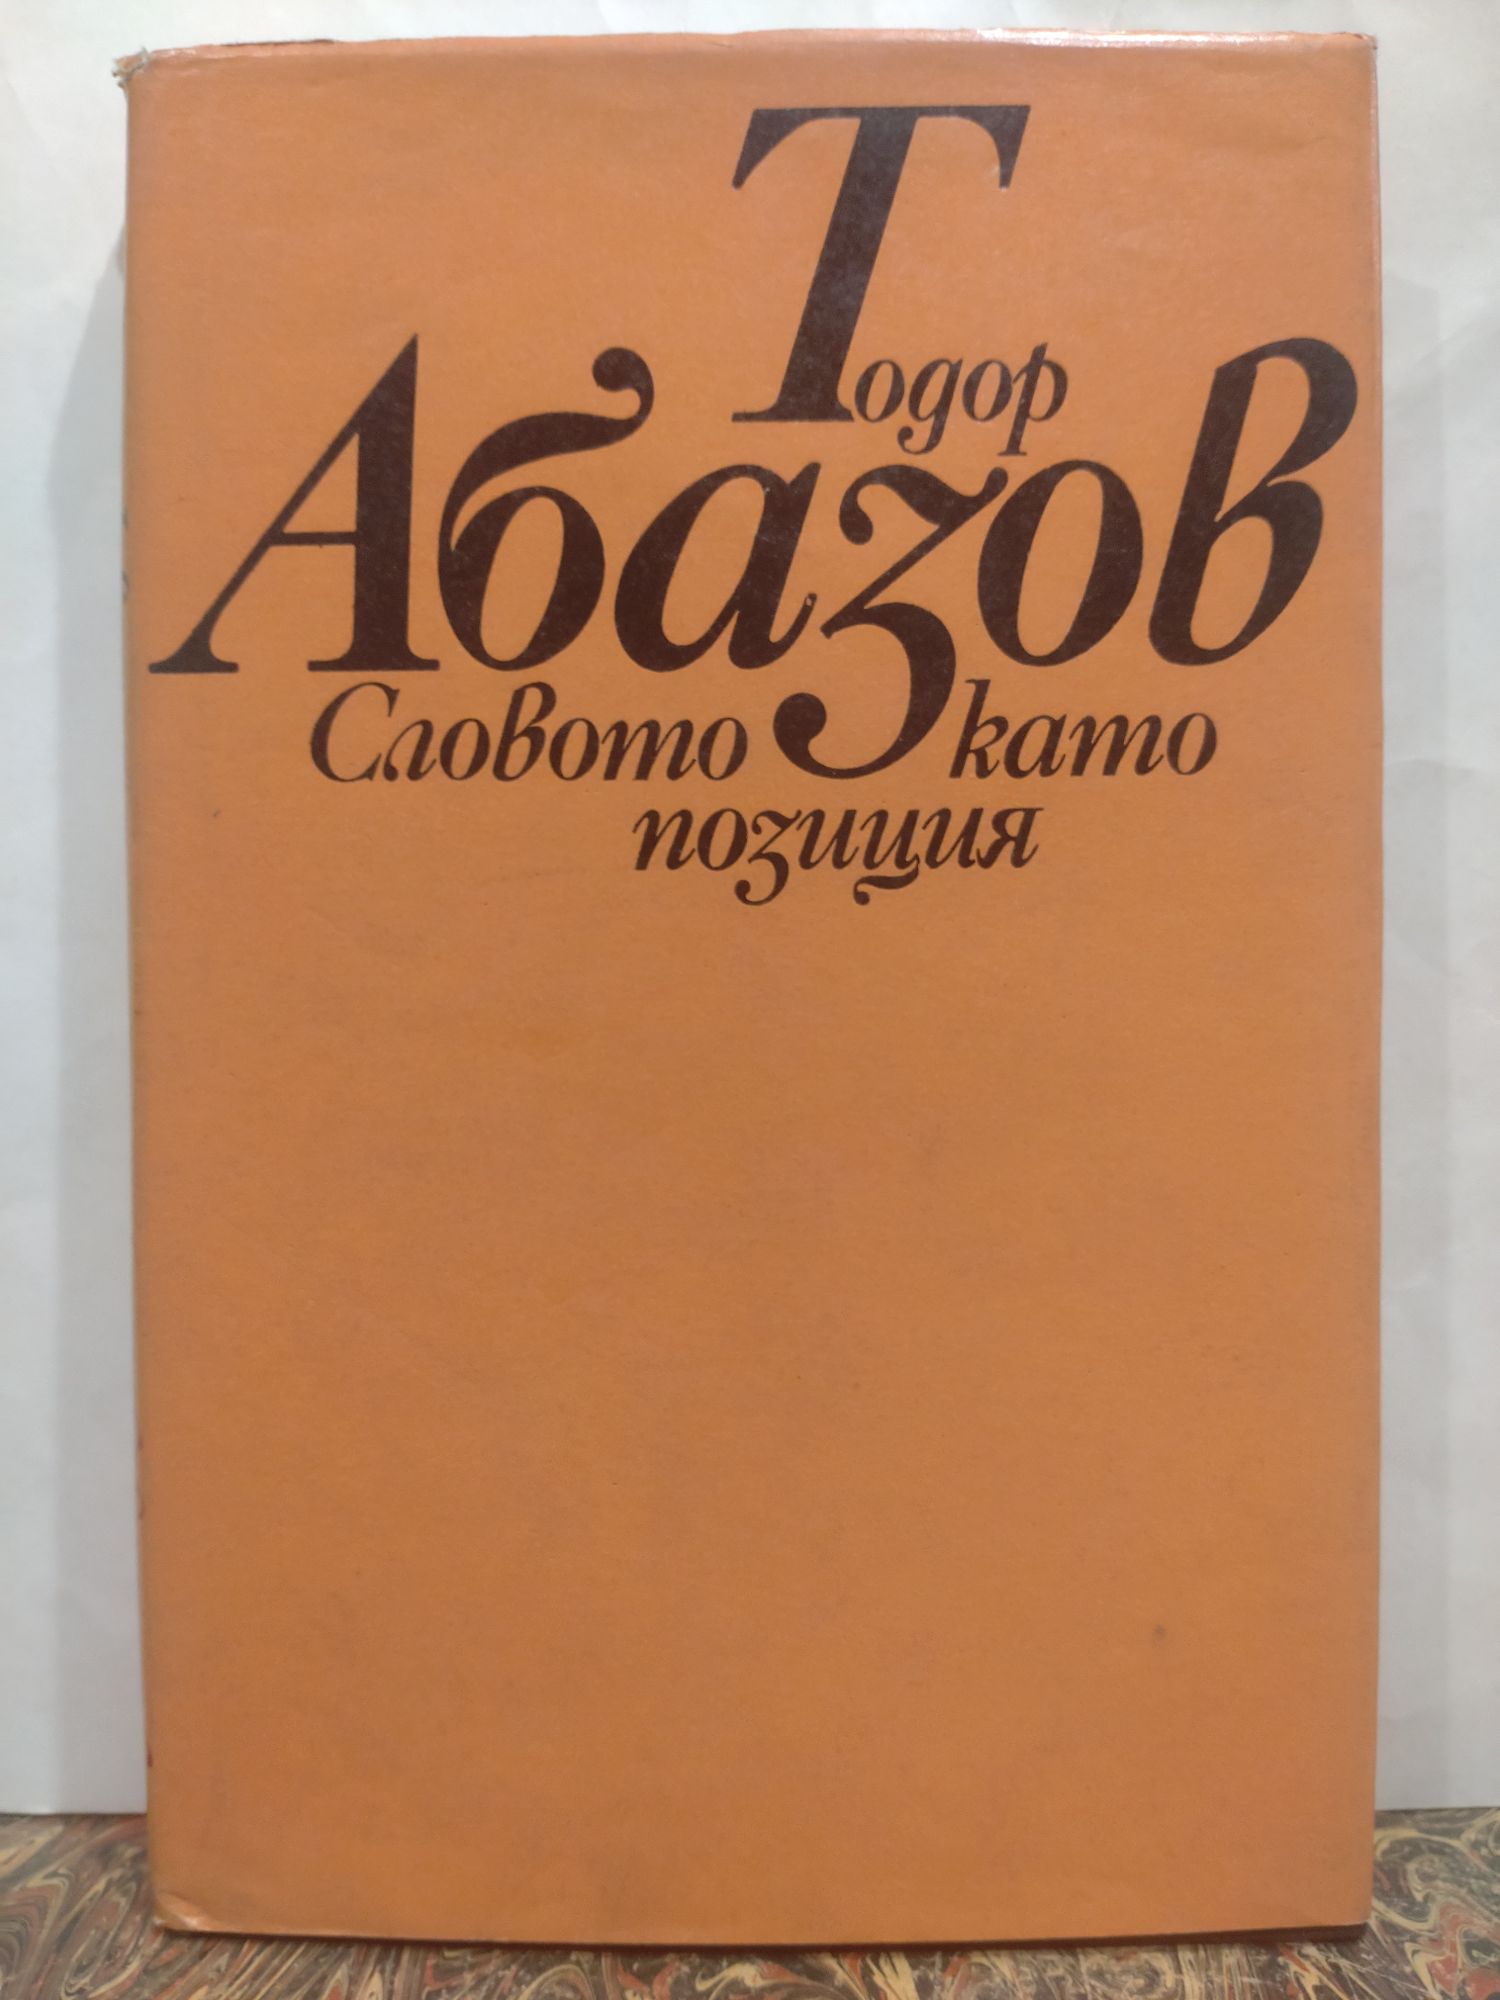 Тодор
Абазов
Словото като
позиция